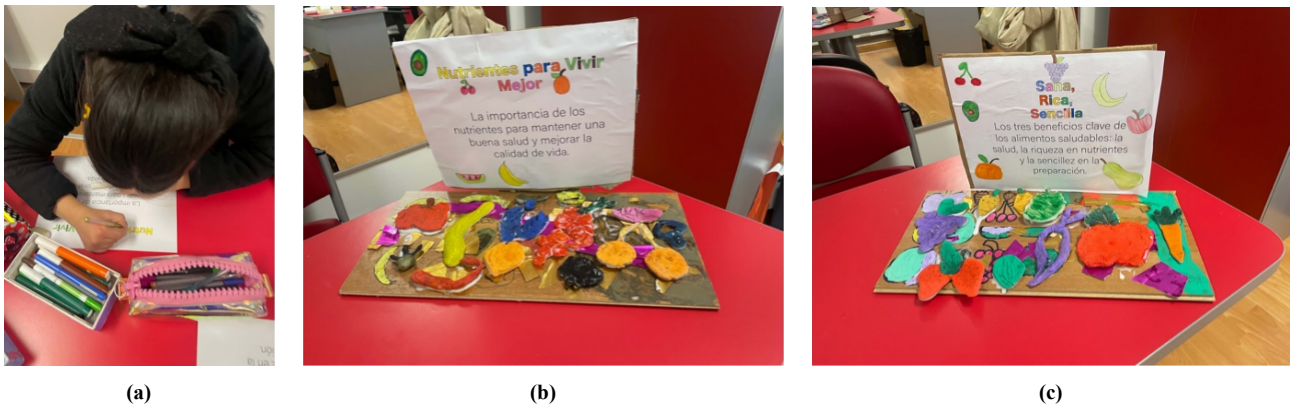 Nutrientes para Vivir
Mejor
La importancia de los
nutrientes para mantener una
buena salud y mejorar la
calidad de vida.
Sana,
Rica,
Sencilla
Los tres beneficios clave de
los alimentos saludables: la
salud, la riqueza en nutrientes
y la sencillez en la
preparación.
(a)
(b)
(c)